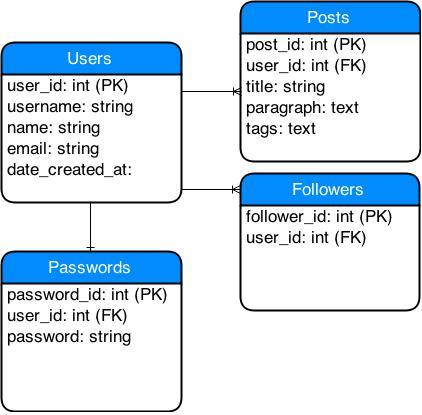 Users
user_id: int (PK)
username: string
name: string
email: string
date_created_at:
Posts
post_id: int (PK)
user_id: int (FK)
title: string
paragraph: text
tags: text
Followers
follower_id: int (PK)
user_id: int (FK)
Passwords
password_id: int (PK)
user_id: int (FK)
password: string